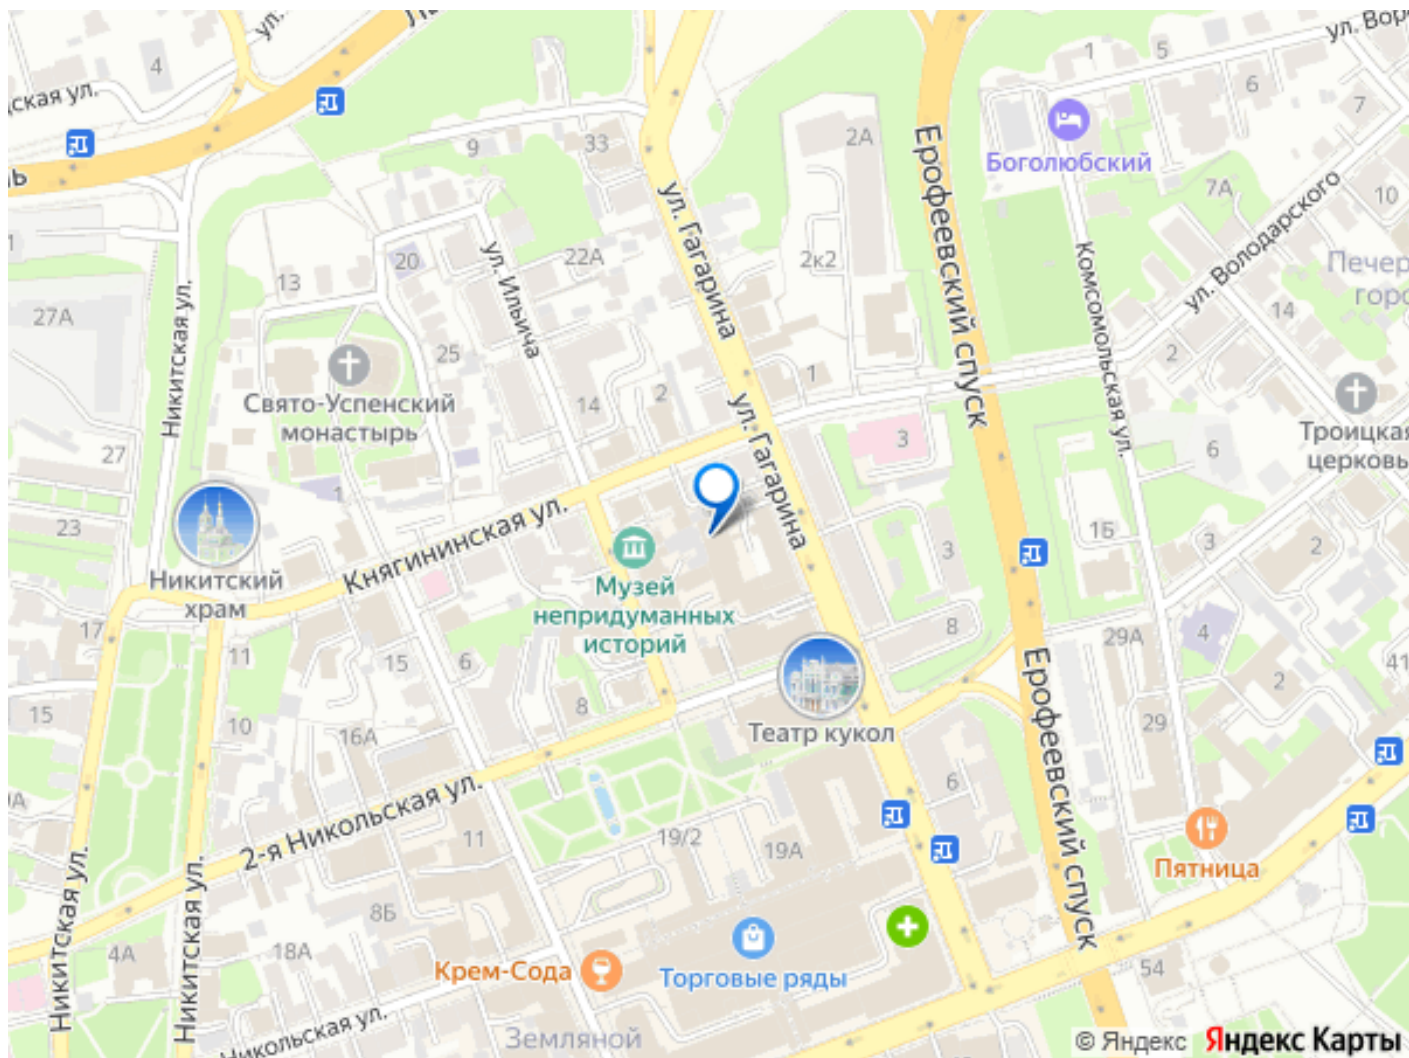 ул. Воро
1
5
4
6
ская ул.
7
33
2А
Ерофеевский спуск
9
Боголюбский
ь
ул. Гагарина
7А
10
1
22А
20
ул. Ильича
2к2
Комсомольская ул.
ул. Володарского
Печер
горо
13
27А
14
Никитская ул.
25
2
1
2
Свято-Успенский
монастырь
14
ул. Гагарина
3
6
Троицкая
церковь
27
1
23
Княгининская ул.
1Б
3
3
2
Никитский
храм
Музей
непридуманных
историй
17
8
29А
4
11
15
6
41
2
15
8
Ерофеевский спуск
10
16А
Театр кукол
29
6
2-я Никольская ул.
11
19/2
19А
Пятница
Никитская ул.
Никитская ул.
8Б
4А
18А
Крем-Сода
Торговые ряды
54
Никольская ул.
Земляной
© Яндекс Яндекс Карты